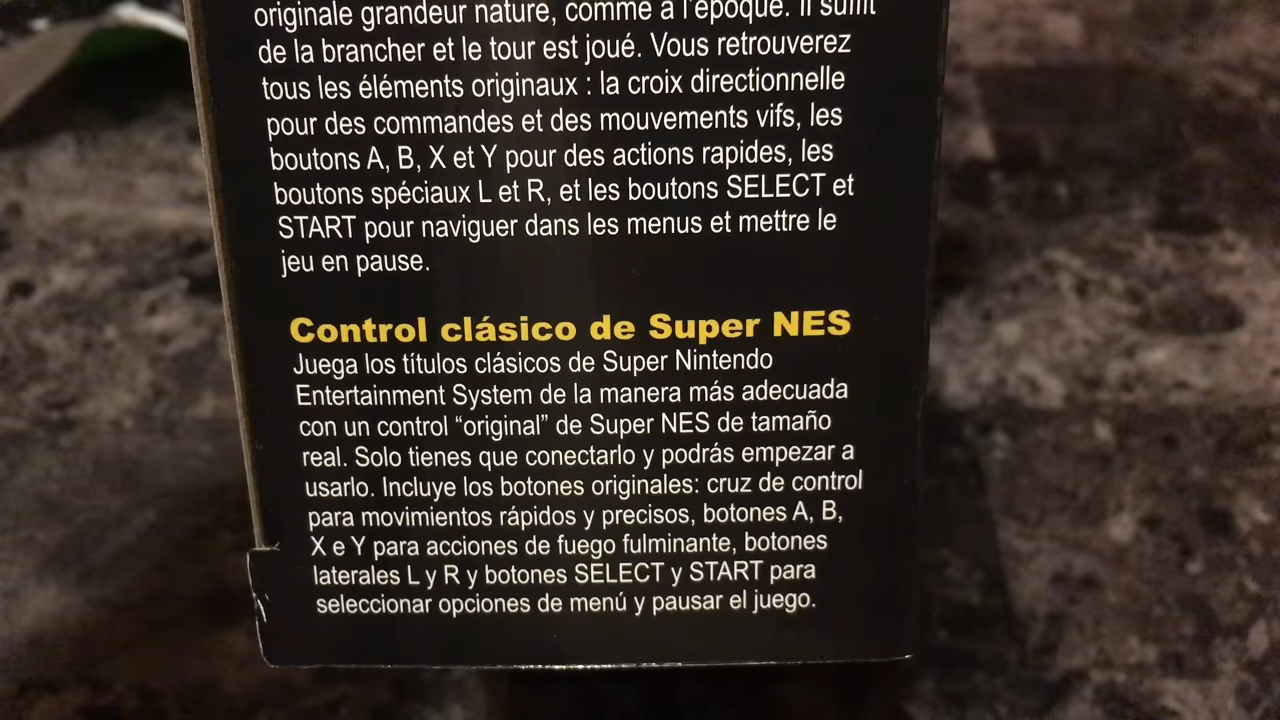 originale grandeur nature, comme à l'époque. Il suffit
de la brancher et le tour est joué. Vous retrouverez
tous les éléments originaux : la croix directionnelle
pour des commandes et des mouvements vifs, les
boutons A, B, X et Y pour des actions rapides, les
boutons spéciaux L et R, et les boutons SELECT et
START pour naviguer dans les menus et mettre le
jeu en pause.
Control clásico de Super NES
Juega los títulos clásicos de Super Nintendo
Entertainment System de la manera más adecuada
con un control “original” de Super NES de tamaño
real. Solo tienes que conectarlo y podrás empezar a
usarlo. Incluye los botones originales: cruz de control
para movimientos rápidos y precisos, botones A, B,
X e Y para acciones de fuego fulminante, botones
laterales L y R y botones SELECT y START para
seleccionar opciones de menú y pausar el juego.